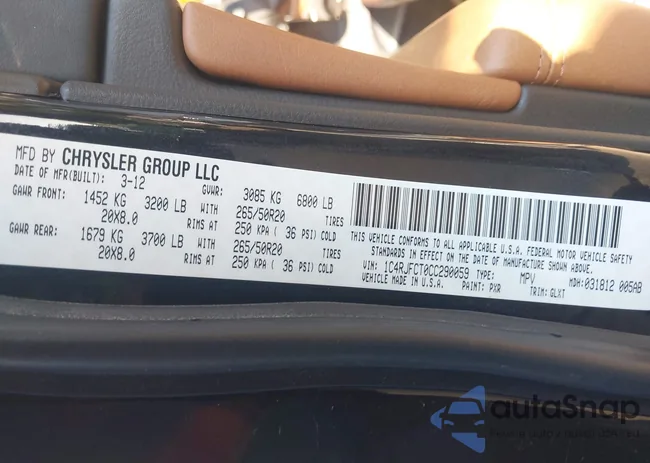 MFD BY CHRYSLER GROUP LLC
DATE OF MFR(BUILT): 3-12 GVWR: 3085 KG 6800 LB
GAWR FRONT: 1452 KG 3200 LB WITH 265/50R20 TIRES
20X8.0 RIMS AT 250 KPA ( 36 PSI) COLD
GAWR REAR: 1679 KG 3700 LB WITH 265/50R20 TIRES
20X8.0 RIMS AT 250 KPA ( 36 PSI) COLD
THIS VEHICLE CONFORMS TO ALL APPLICABLE U.S.A. FEDERAL MOTOR VEHICLE SAFETY
STANDARDS IN EFFECT ON THE DATE OF MANUFACTURE SHOWN ABOVE.
VIN: 1C4RJFCT0CC290059 TYPE: MPV MDH: 031812 005AB
VEHICLE MADE IN U.S.A. PAINT: PXR TRIM: GLXT
autaSnap